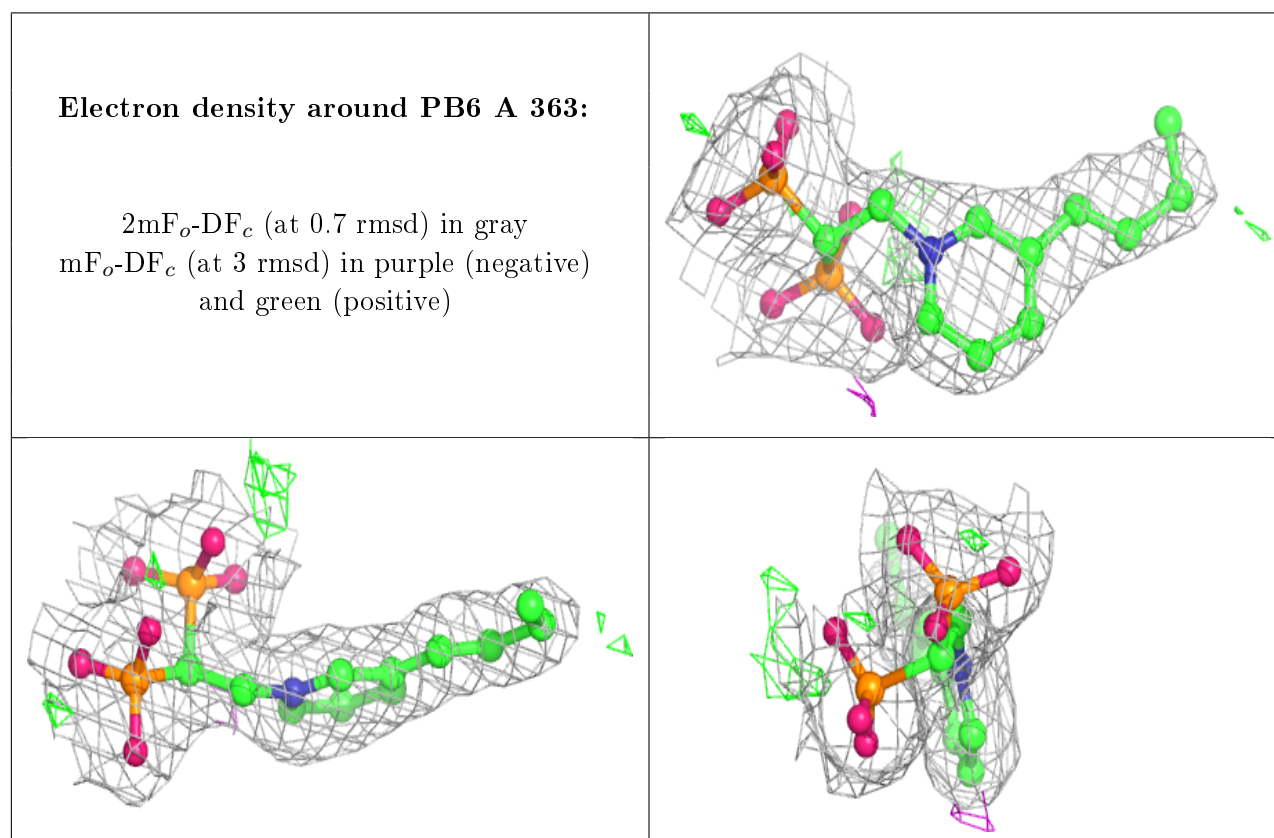 Electron density around PB6 A 363:
2mFo-DFc (at 0.7 rmsd) in gray
mFo-DFc (at 3 rmsd) in purple (negative)
and green (positive)